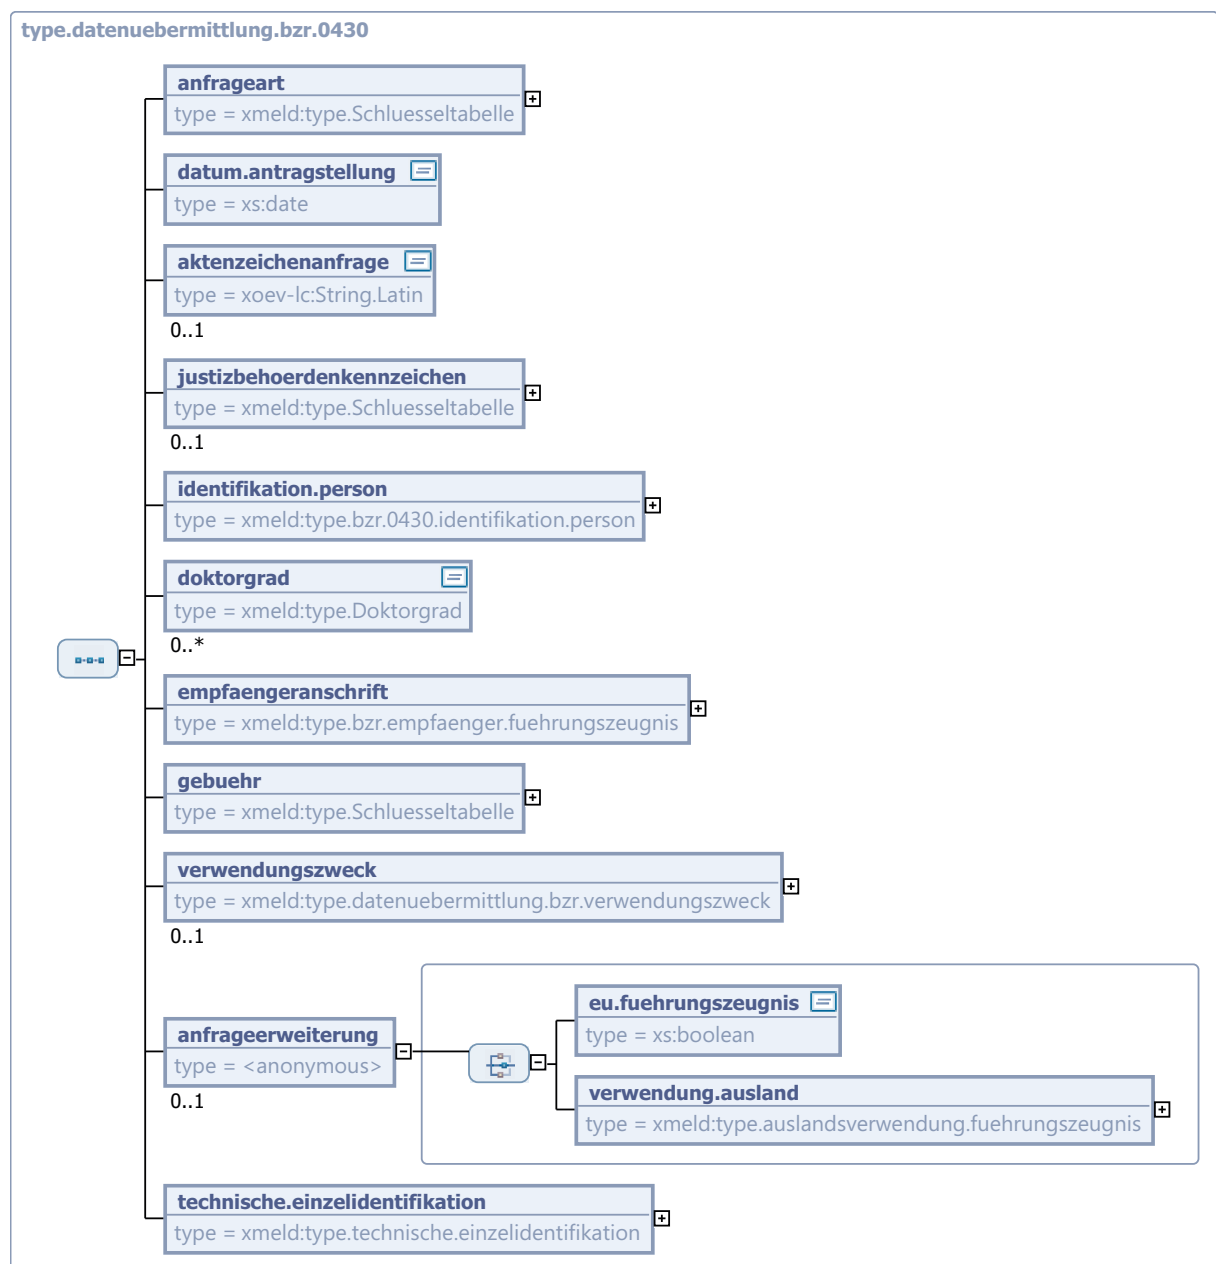 type.datenuebermittlung.bzr.0430
anfrageart
type = xmeld:type.Schluesseltabelle
datum.antragstellung
type = xs:date
aktenzeichenanfrage
type = xoev-lc:String.Latin
0..1
justizbehoerdenkennzeichen
type = xmeld:type.Schluesseltabelle
0..1
identifikation.person
type = xmeld:type.bzr.0430.identifikation.person
doktorgrad
type = xmeld:type.Doktorgrad
0..*
empfaengeranschrift
type = xmeld:type.bzr.empfaenger.fuehrungszeugnis
gebuehr
type = xmeld:type.Schluesseltabelle
verwendungszweck
type = xmeld:type.datenuebermittlung.bzr.verwendungszweck
0..1
anfrageerweiterung
type = <anonymous>
0..1
eu.fuehrungszeugnis
type = xs:boolean
verwendung.ausland
type = xmeld:type.auslandsverwendung.fuehrungszeugnis
technische.einzelidentifikation
type = xmeld:type.technische.einzelidentifikation